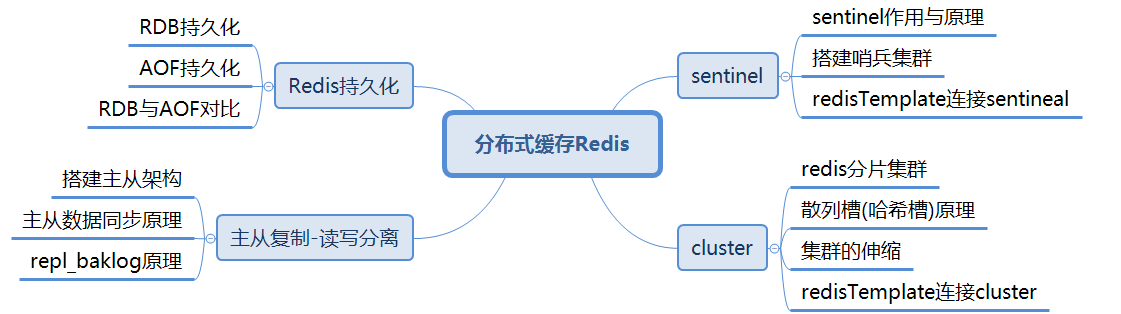 分布式缓存Redis
Redis持久化
RDB持久化
AOF持久化
RDB与AOF对比
主从复制-读写分离
搭建主从架构
主从数据同步原理
repl_baklog原理
sentinel
sentinel作用与原理
搭建哨兵集群
redisTemplate连接sentineal
cluster
redis分片集群
散列槽(哈希槽)原理
集群的伸缩
redisTemplate连接cluster